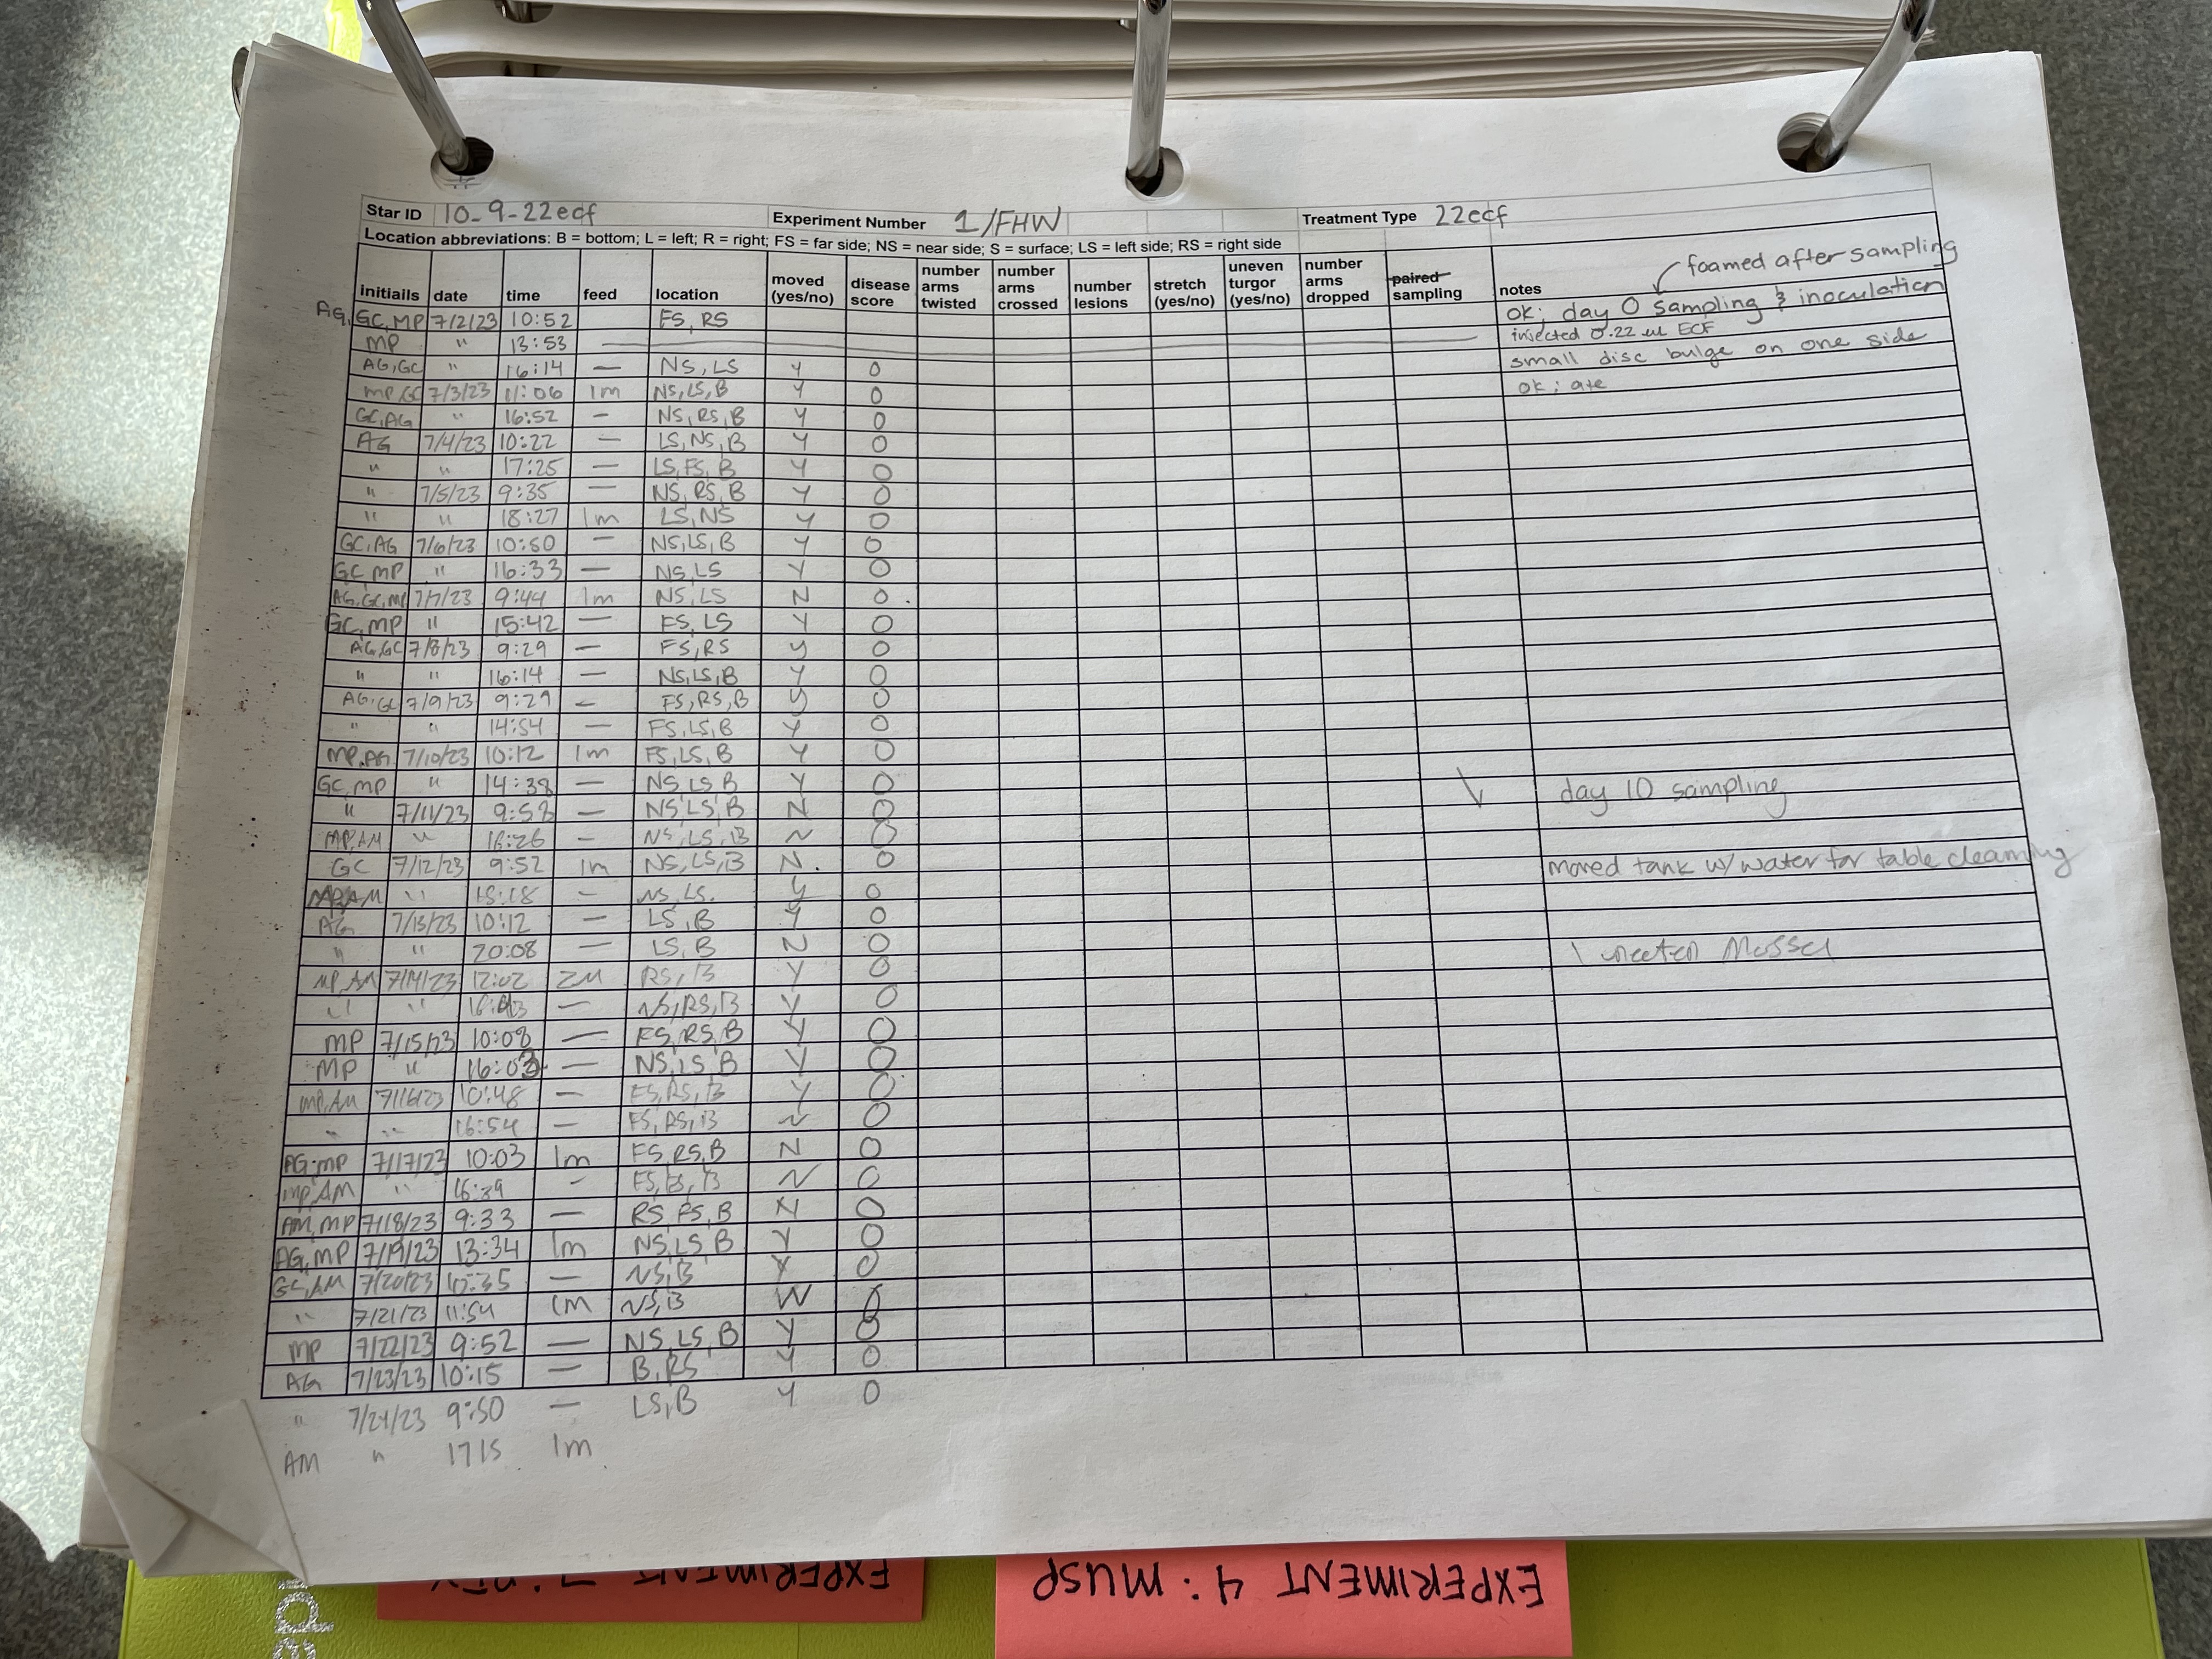 Star ID 10_9-22ecf Experiment Number 1/FHW Treatment Type 22ecf
Location abbreviations: B = bottom; L = left; R = right; FS = far side; NS = near side; S = surface; LS = left side; RS = right side
foamed after sampling
initiails date time feed location moved (yes/no) disease score number arms twisted number arms crossed number lesions stretch (yes/no) uneven turgor (yes/no) number arms dropped paired sampling notes
AG, GC, MP 7/2/23 10:52 FS, RS ok; day 0 sampling & inoculation
MP " 13:53 injected 0.22 um ECF
AG, GC " 16:14 — NS, LS Y 0 small disc bulge on one side
MP, GC 7/3/23 11:06 1m NS, LS, B Y 0 ok; ate
GC, AG " 16:52 — NS, RS, B Y 0
AG 7/4/23 10:22 — LS, NS, B Y 0
" " 17:25 — LS, FS, B Y 0
" 7/5/23 9:35 — NS, RS, B Y 0
" " 18:27 1m LS, NS Y 0
GC, AG 7/6/23 10:50 — NS, LS, B Y 0
GC, MP " 16:33 — NS, LS Y 0
AG, GC, MP 7/7/23 9:44 1m NS, LS N 0
GC, MP " 15:42 — FS, LS Y 0
AG, GC 7/8/23 9:29 — FS, RS Y 0
" " 16:14 NS, LS, B Y 0
AG, GC 7/9/23 9:29 — FS, RS, B Y 0
" " 14:54 — FS, LS, B Y 0
MP, AG 7/10/23 10:12 1m FS, LS, B Y 0
GC, MP " 14:38 — NS, LS, B Y 0 \ day 10 sampling
" 7/11/23 9:58 — NS, LS, B N 0
MP, AM " 16:26 — NS, LS, B N 0
GC 7/12/23 9:52 1m NS, LS, B N. 0 moved tank w/ water for table cleaning
MP, AM " 15:18 — NS, LS. Y 0
AG 7/13/23 10:12 — LS, B Y 0
" " 20:08 — LS, B N 0 1 uneaten Mussel
MP, AM 7/14/23 12:02 2M RS, B Y 0
" " — NS, RS, B Y 0
MP 7/15/23 10:08 — FS, RS, B Y 0
MP " 16:03 — NS, LS, B Y 0
MP, AM 7/16/23 10:48 — FS, RS, B Y 0
" " 16:54 — FS, RS, B N 0
AG, MP 7/17/23 10:03 1m FS, RS, B N 0
MP, AM " 16:39 — N 0
AM, MP 7/18/23 9:33 — RS, FS, B N 0
AG, MP 7/19/23 13:34 1m NS, LS, B Y 0
GC, AM 7/20/23 — NS, B Y 0
" 7/21/23 11:54 1M NS, B N 0
MP 7/22/23 9:52 — NS, LS, B Y 0
AG 7/23/23 10:15 — B, RS Y 0
" 7/24/23 9:50 — LS, B Y 0
AM " 1715 1m
EXPERIMENT 4: MUSP